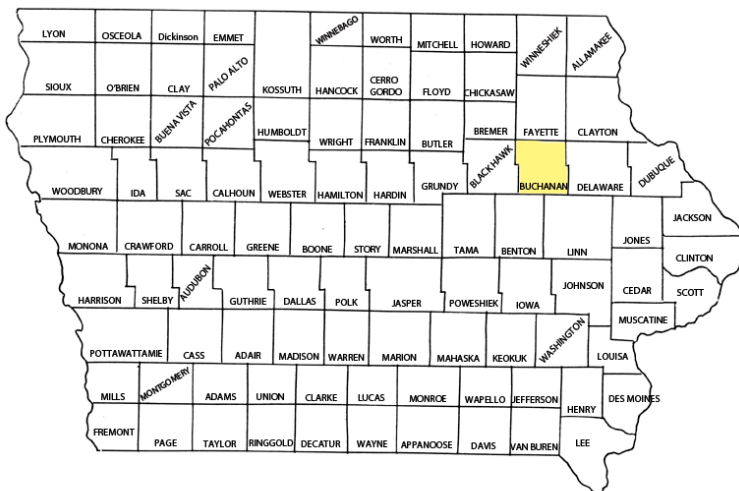 LYON OSCEOLA Dickinson EMMET WINNEBAGO WORTH MITCHELL HOWARD WINNESHIEK ALLAMAKEE
SIOUX O'BRIEN CLAY PALO ALTO KOSSUTH HANCOCK CERRO GORDO FLOYD CHICKASAW
PLYMOUTH CHEROKEE BUENA VISTA POCAHONTAS HUMBOLDT WRIGHT FRANKLIN BUTLER BREMER FAYETTE CLAYTON
WOODBURY IDA SAC CALHOUN WEBSTER HAMILTON HARDIN GRUNDY BLACK HAWK BUCHANAN DELAWARE DUBUQUE
MONONA CRAWFORD CARROLL GREENE BOONE STORY MARSHALL TAMA BENTON LINN JONES JACKSON
CLINTON
HARRISON SHELBY AUDUBON GUTHRIE DALLAS POLK JASPER POWESHIEK IOWA JOHNSON CEDAR SCOTT
MUSCATINE
POTTAWATTAMIE CASS ADAIR MADISON WARREN MARION MAHASKA KEOKUK WASHINGTON LOUISA
MILLS MONTGOMERY ADAMS UNION CLARKE LUCAS MONROE WAPELLO JEFFERSON HENRY DES MOINES
FREMONT PAGE TAYLOR RINGGOLD DECATUR WAYNE APPANOOSE DAVIS VAN BUREN LEE